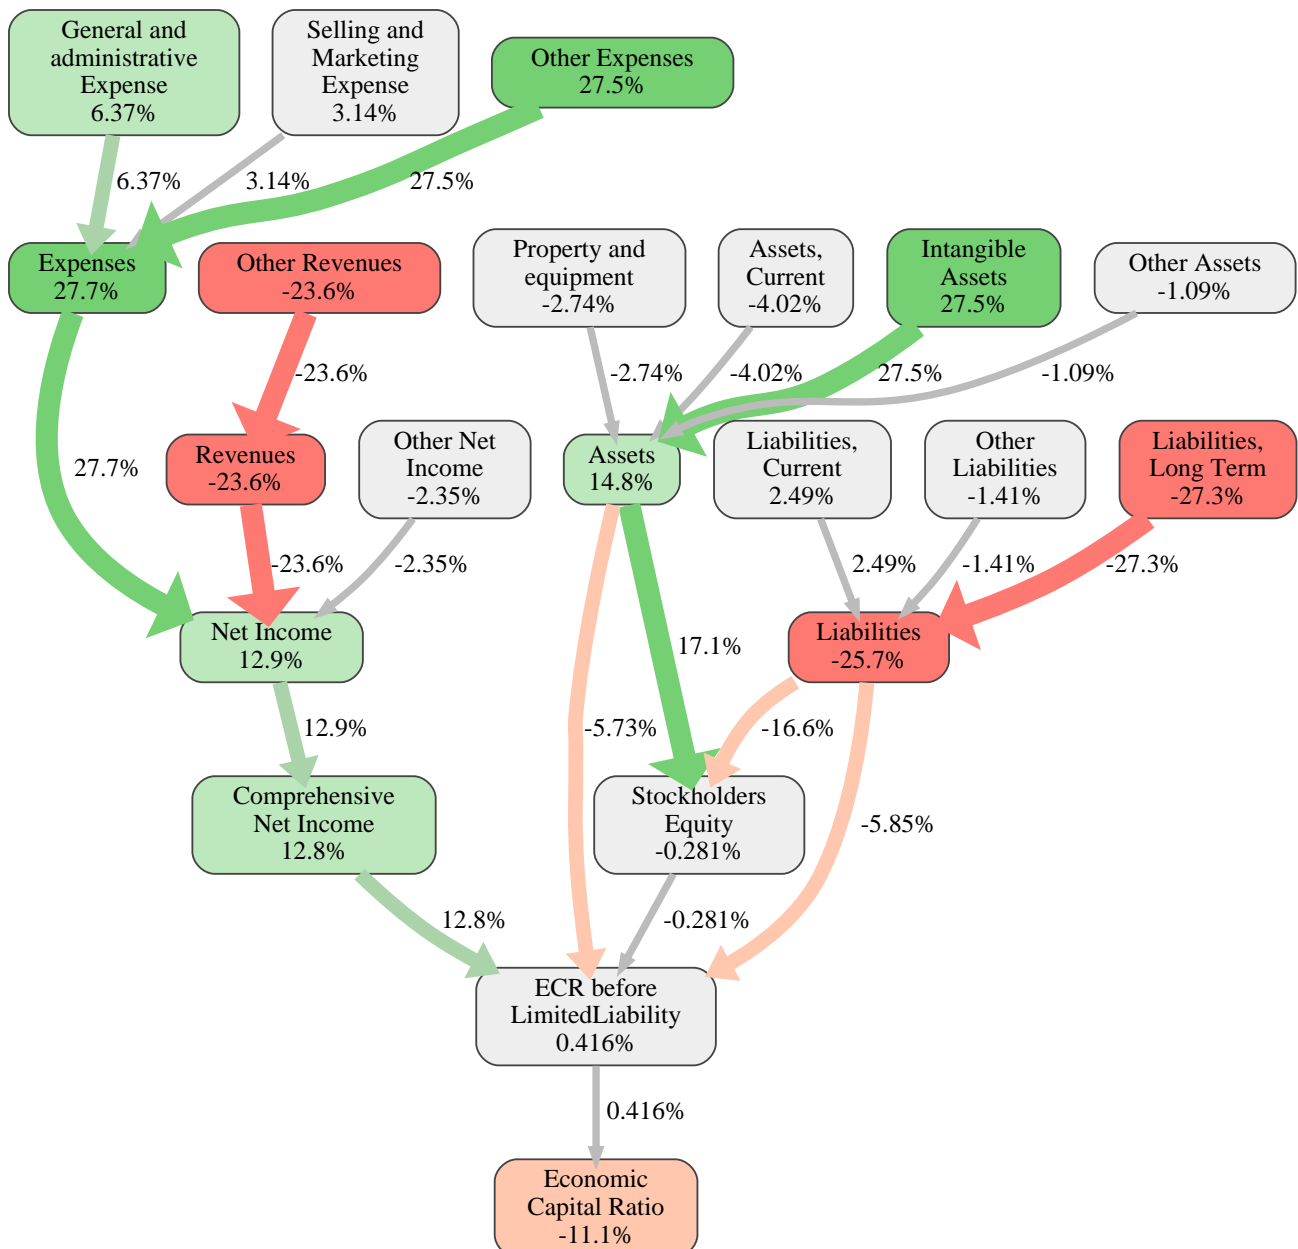 General and
administrative
Expense
6.37%
Selling and
Marketing
Expense
3.14%
Other Expenses
27.5%
6.37%
3.14%
27.5%
Expenses
27.7%
Other Revenues
-23.6%
Property and
equipment
-2.74%
Assets,
Current
-4.02%
Intangible
Assets
27.5%
Other Assets
-1.09%
-23.6%
-2.74%
-4.02%
27.5%
-1.09%
27.7%
Revenues
-23.6%
Other Net
Income
-2.35%
Assets
14.8%
Liabilities,
Current
2.49%
Other
Liabilities
-1.41%
Liabilities,
Long Term
-27.3%
-23.6%
-2.35%
2.49%
-1.41%
-27.3%
Net Income
12.9%
17.1%
Liabilities
-25.7%
12.9%
-5.73%
-16.6%
Comprehensive
Net Income
12.8%
Stockholders
Equity
-0.281%
-5.85%
12.8%
-0.281%
ECR before
LimitedLiability
0.416%
0.416%
Economic
Capital Ratio
-11.1%